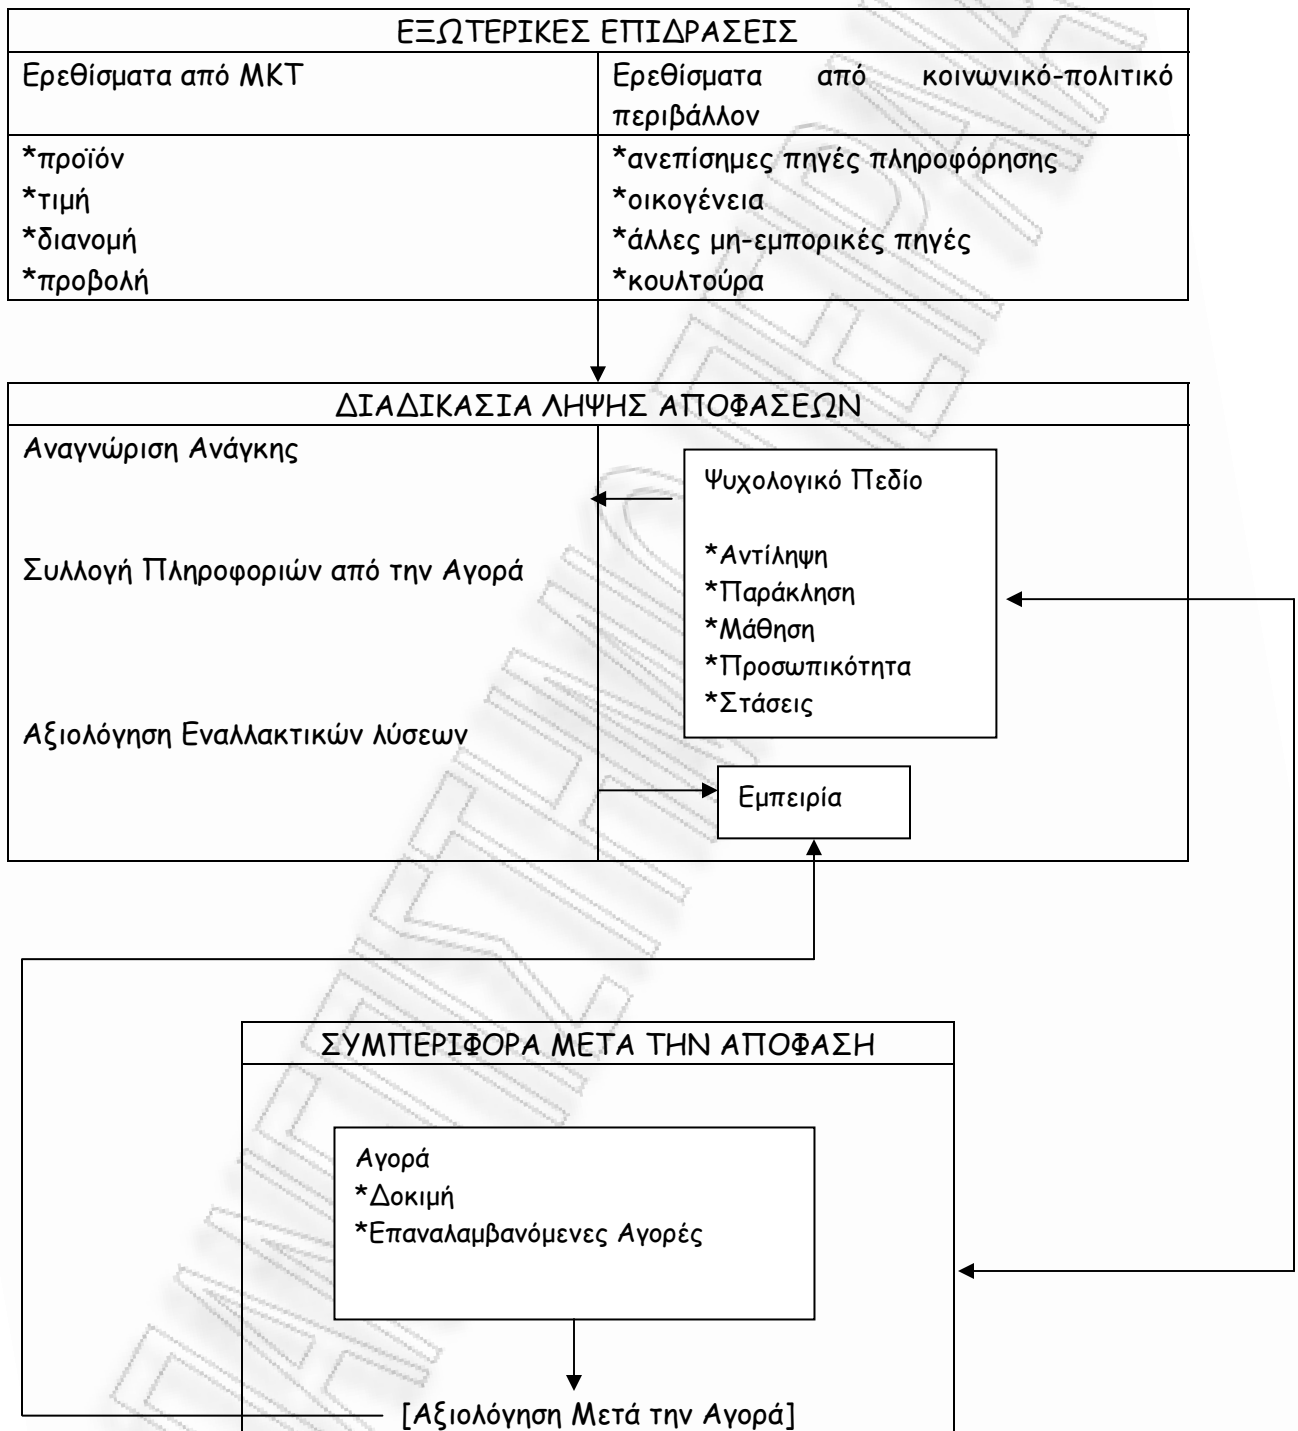 ΕΞΩΤΕΡΙΚΕΣ ΕΠΙΔΡΑΣΕΙΣ
Ερεθίσματα από ΜΚΤ
Ερεθίσματα από κοινωνικό-πολιτικό
περιβάλλον
*προϊόν
*τιμή
*διανομή
*προβολή
*ανεπίσημες πηγές πληροφόρησης
*οικογένεια
*άλλες μη-εμπορικές πηγές
*κουλτούρα
ΔΙΑΔΙΚΑΣΙΑ ΛΗΨΗΣ ΑΠΟΦΑΣΕΩΝ
Αναγνώριση Ανάγκης
Συλλογή Πληροφοριών από την Αγορά
Αξιολόγηση Εναλλακτικών λύσεων
Ψυχολογικό Πεδίο
*Αντίληψη
*Παράκληση
*Μάθηση
*Προσωπικότητα
*Στάσεις
Εμπειρία
ΣΥΜΠΕΡΙΦΟΡΑ ΜΕΤΑ ΤΗΝ ΑΠΟΦΑΣΗ
Αγορά
*Δοκιμή
*Επαναλαμβανόμενες Αγορές
[Αξιολόγηση Μετά την Αγορά]